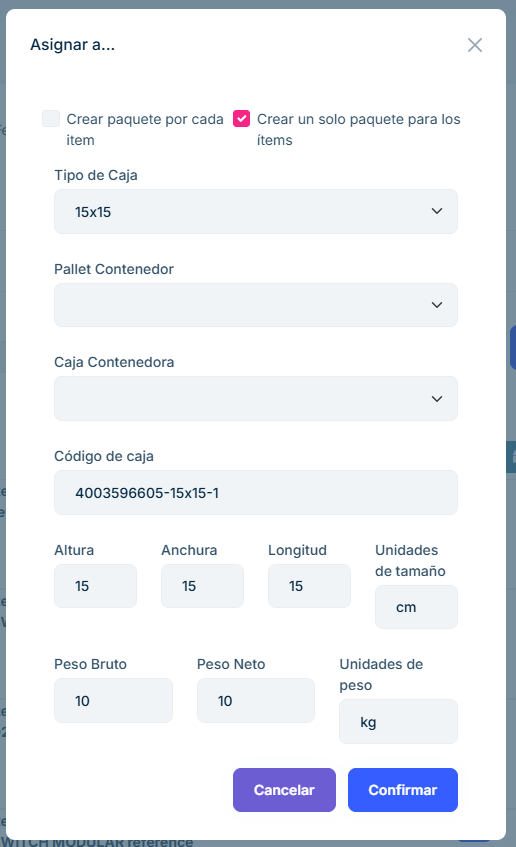 Asignar a...
Crear paquete por cada
item
Crear un solo paquete para los
ítems
Tipo de Caja
15x15
Pallet Contenedor
Caja Contenedora
Código de caja
4003596605-15x15-1
Altura
Anchura
Longitud
Unidades
de tamaño
15
15
15
cm
Peso Bruto
Peso Neto
Unidades de
peso
10
10
kg
Cancelar
Confirmar
WITCH MODULAR reference